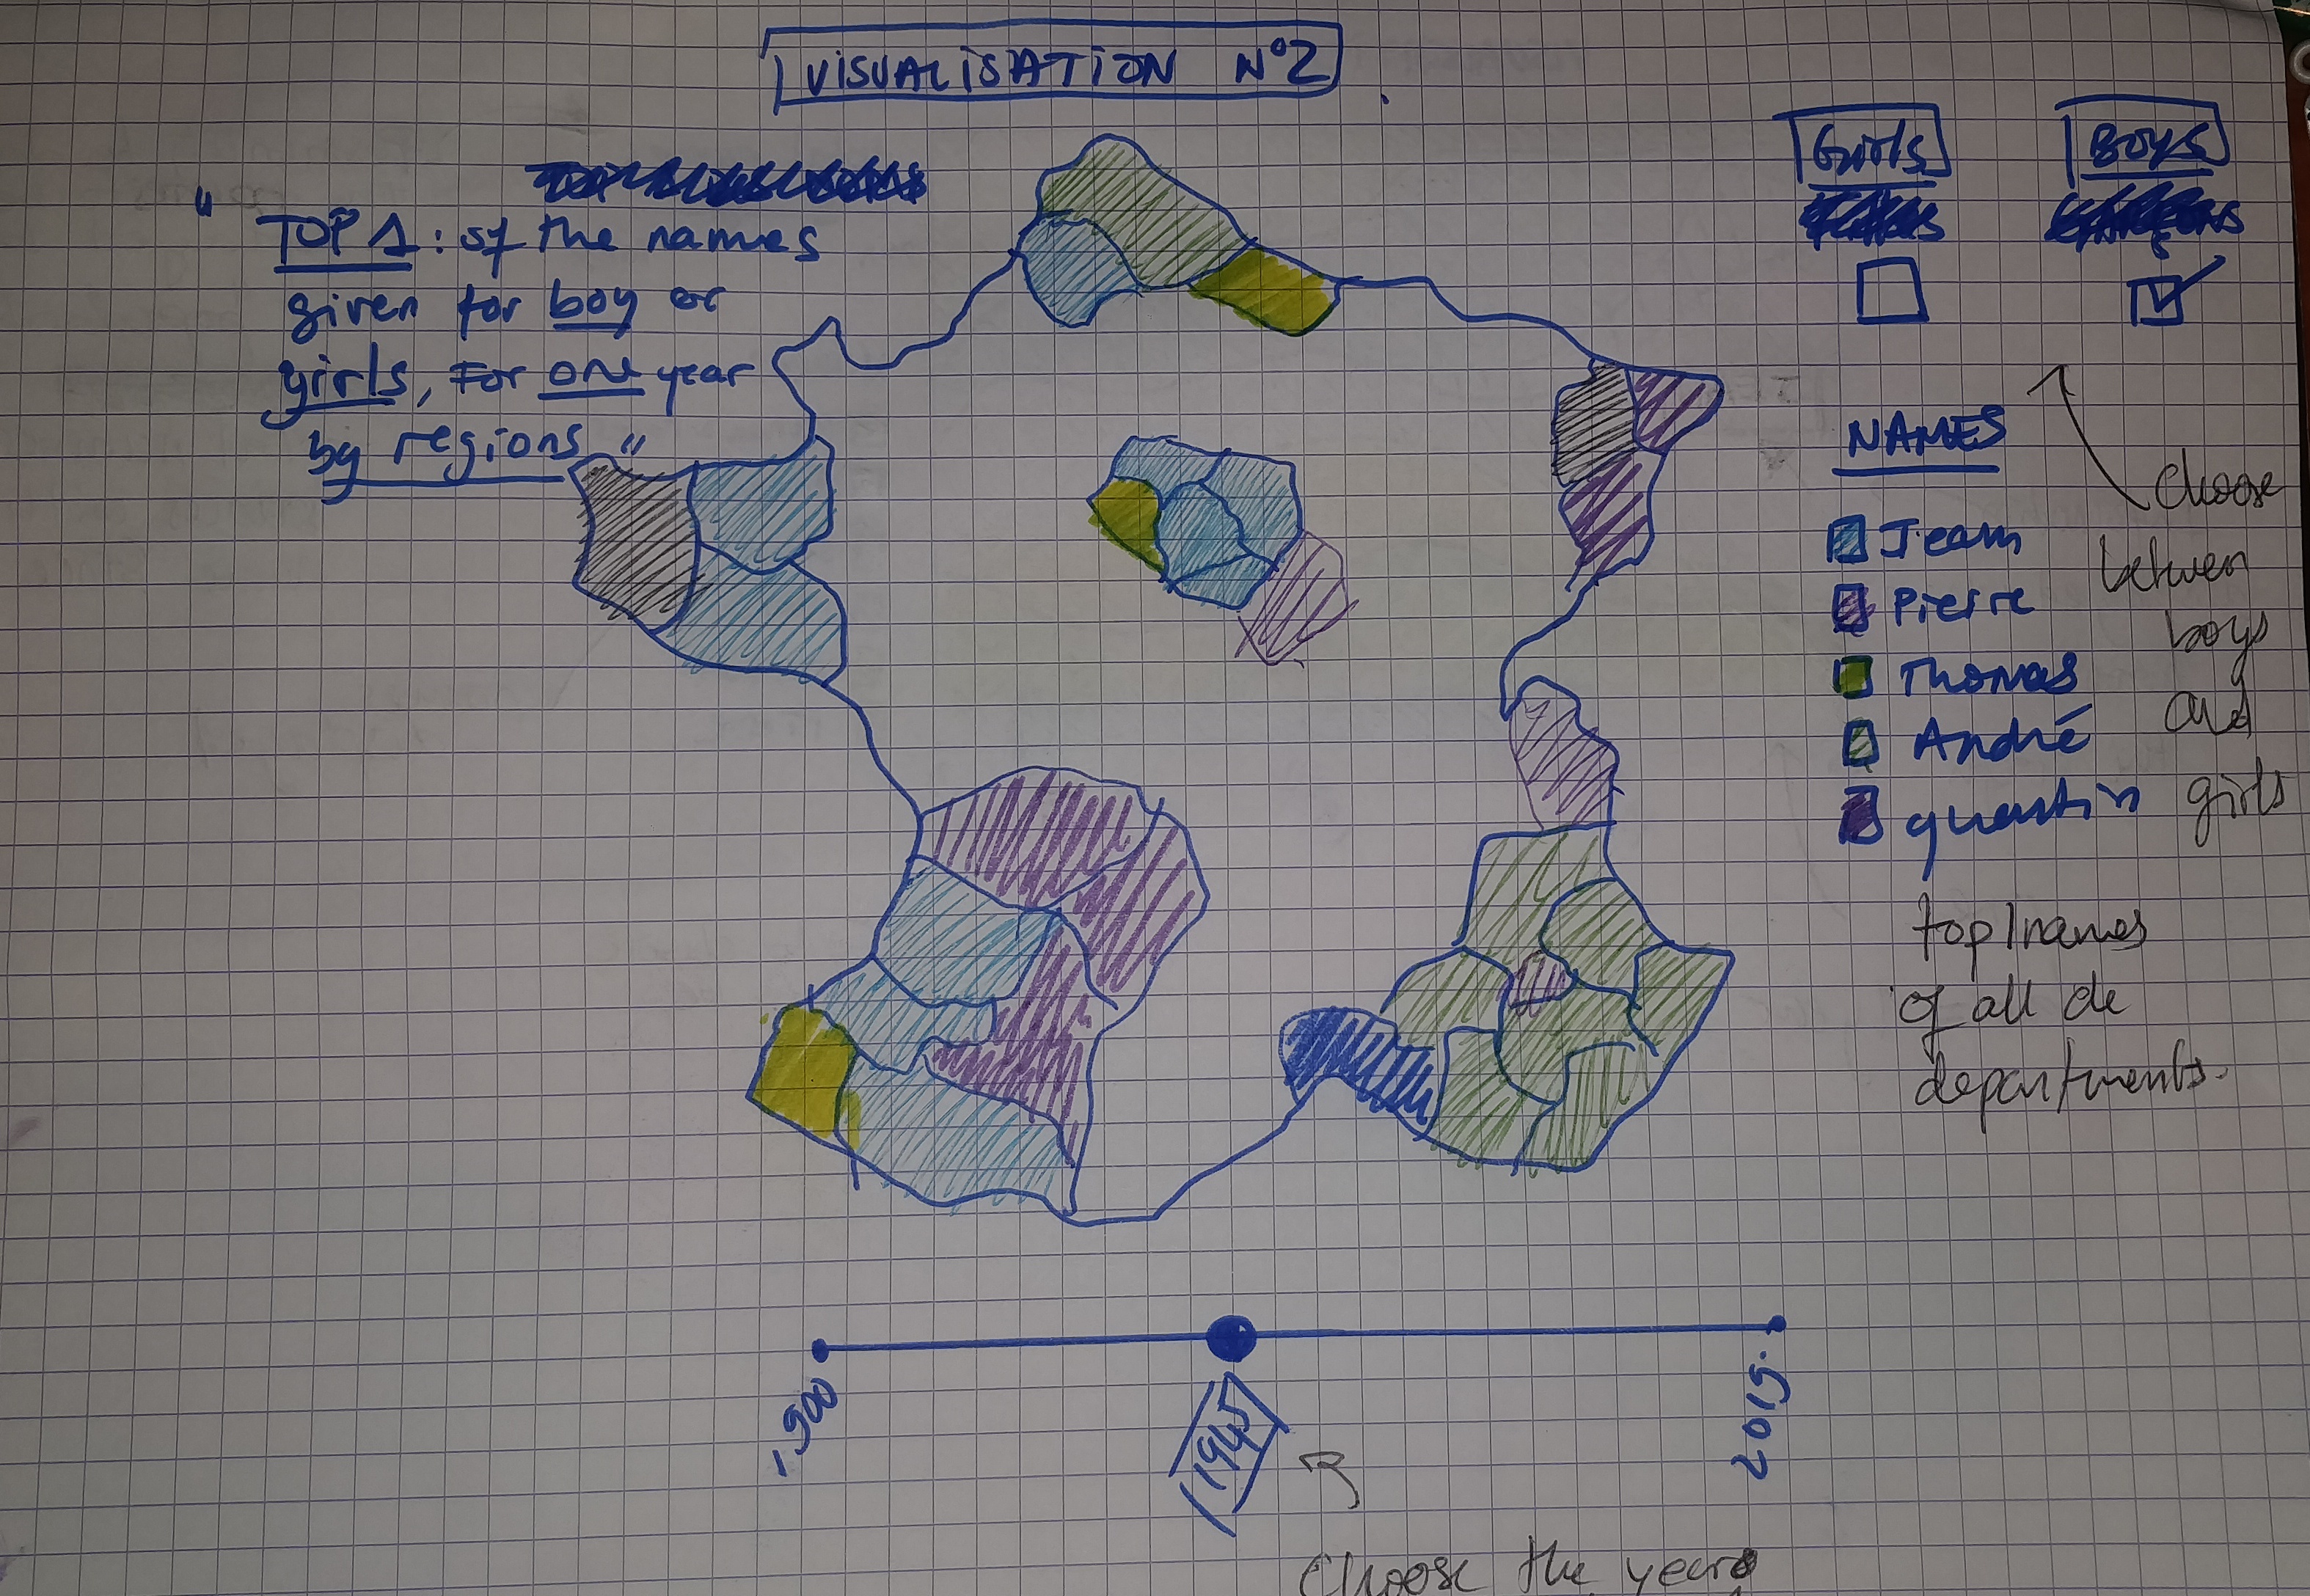 VISUALISATION N°2
"
TOP 1: of the names
given for boy or
girls, For one year
by regions "
Girls
Boys
NAMES
Jean
Pierre
Thomas
André
quentin
Choose
between
boys
and
girls
top 1 names
of all de
departments.
1900
1945
2019
Choose the years